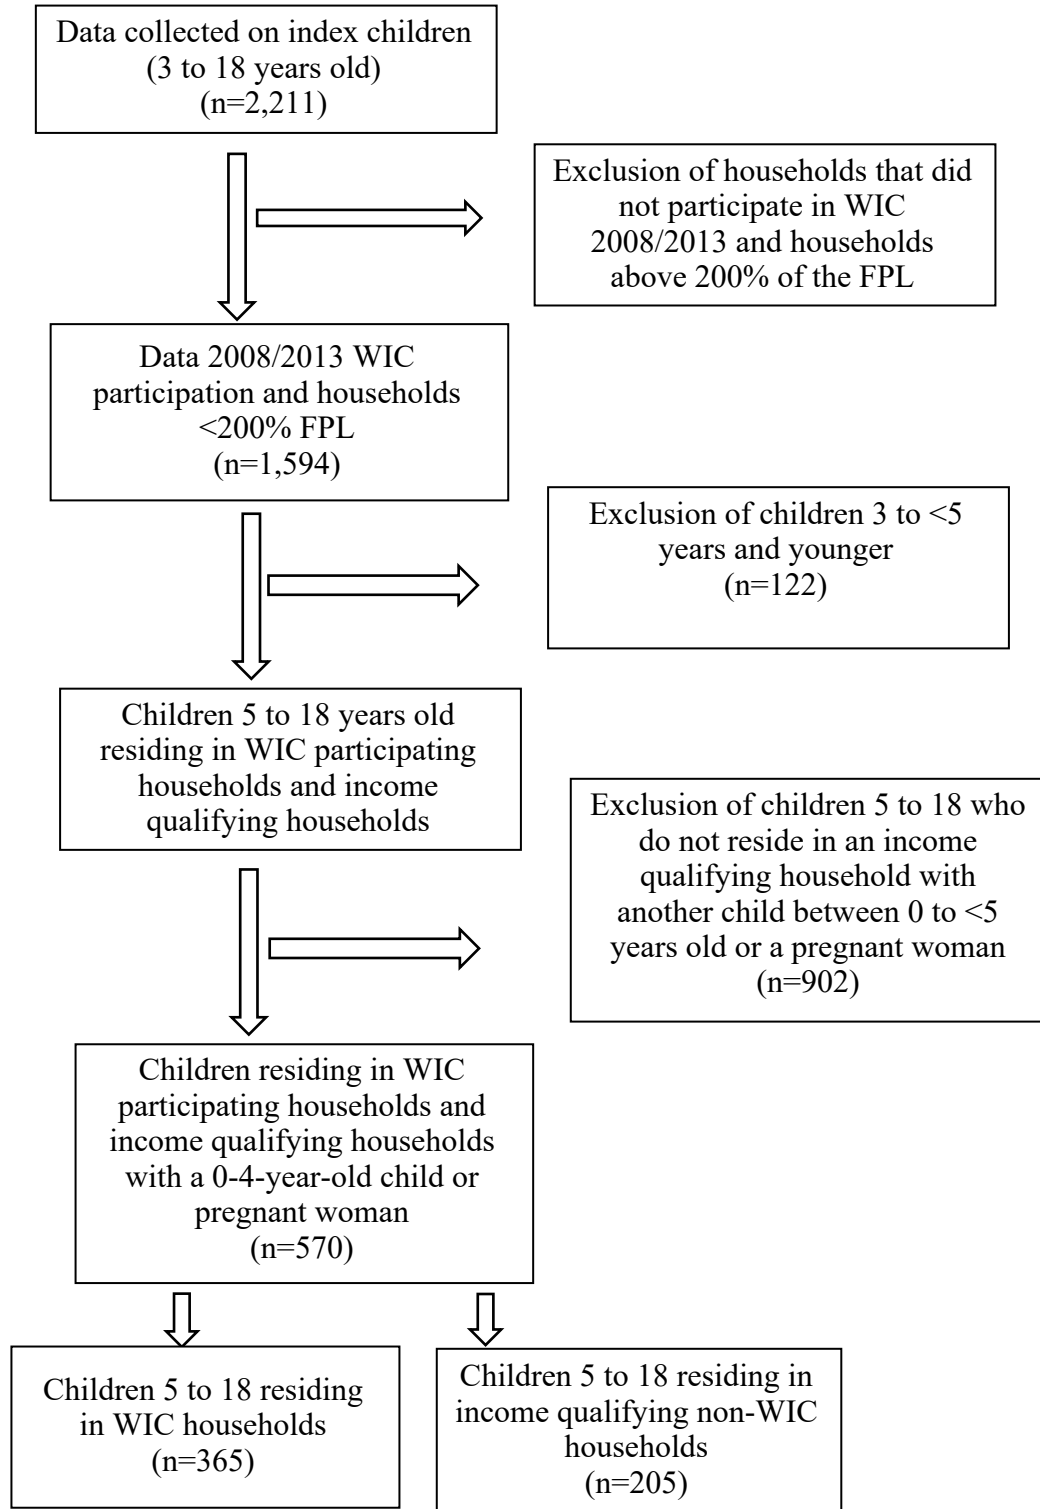 Data collected on index children
(3 to 18 years old)
(n=2,211)
Exclusion of households that did
not participate in WIC
2008/2013 and households
above 200% of the FPL
Data 2008/2013 WIC
participation and households
<200% FPL
(n=1,594)
Exclusion of children 3 to <5
years and younger
(n=122)
Children 5 to 18 years old
residing in WIC participating
households and income
qualifying households
Exclusion of children 5 to 18 who
do not reside in an income
qualifying household with
another child between 0 to <5
years old or a pregnant woman
(n=902)
Children residing in WIC
participating households and
income qualifying households
with a 0-4-year-old child or
pregnant woman
(n=570)
Children 5 to 18 residing
in WIC households
(n=365)
Children 5 to 18 residing in
income qualifying non-WIC
households
(n=205)